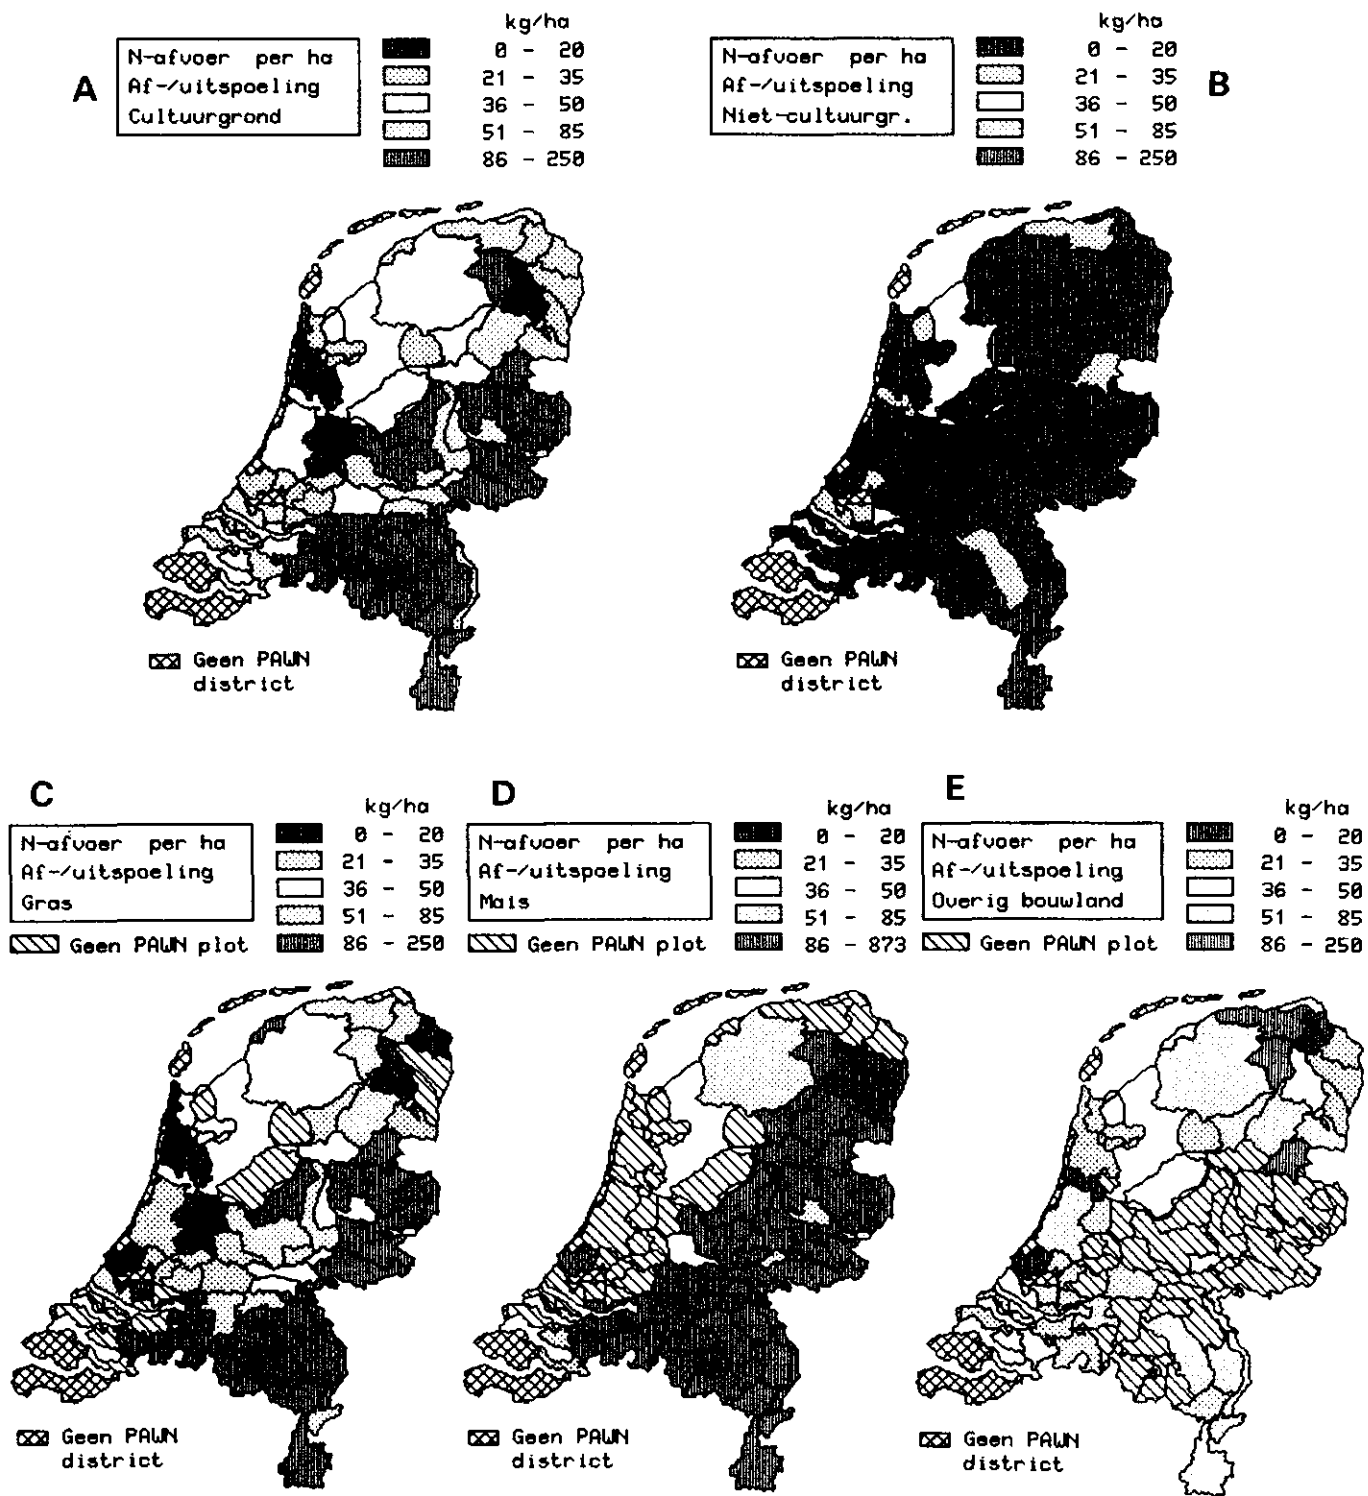 A
N-afvoer per ha
Af-/uitspoeling
Cultuurgrond
kg/ha
0 - 20
21 - 35
36 - 50
51 - 85
86 - 250
Geen PAWN
district
B
N-afvoer per ha
Af-/uitspoeling
Niet-cultuurgr.
kg/ha
0 - 20
21 - 35
36 - 50
51 - 85
86 - 250
Geen PAWN
district
C
N-afvoer per ha
Af-/uitspoeling
Gras
Geen PAWN plot
kg/ha
0 - 20
21 - 35
36 - 50
51 - 85
86 - 250
Geen PAWN
district
D
N-afvoer per ha
Af-/uitspoeling
Mais
Geen PAWN plot
kg/ha
0 - 20
21 - 35
36 - 50
51 - 85
86 - 873
Geen PAWN
district
E
N-afvoer per ha
Af-/uitspoeling
Overig bouwland
Geen PAWN plot
kg/ha
0 - 20
21 - 35
36 - 50
51 - 85
86 - 250
Geen PAWN
district